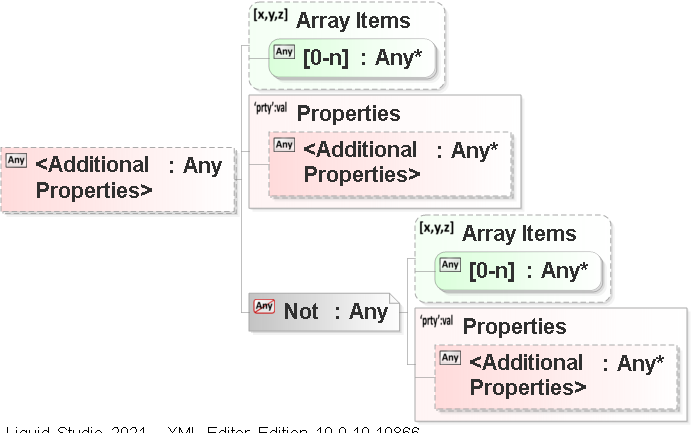 [x,y,z] Array Items
Any [0-n] : Any*
'prty':val Properties
Any <Additional : Any*
Properties>
Any <Additional : Any
Properties>
[x,y,z] Array Items
Any [0-n] : Any*
Any Not : Any
'prty':val Properties
Any <Additional : Any*
Properties>
Liquid Studio 2021 - XML Editor Edition 19.0.10.10866